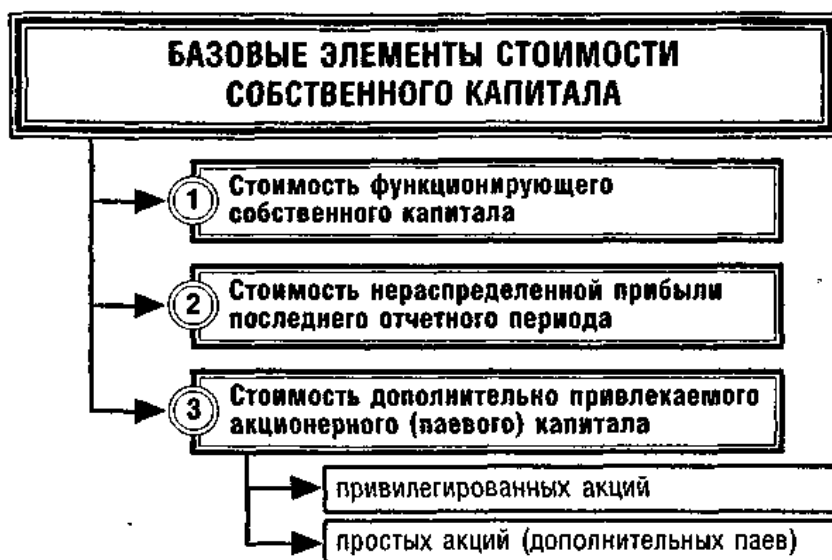 БАЗОВЫЕ ЭЛЕМЕНТЫ СТОИМОСТИ
СОБСТВЕННОГО КАПИТАЛА
1 Стоимость функционирующего
собственного капитала
2 Стоимость нераспределенной прибыли
последнего отчетного периода
3 Стоимость дополнительно привлекаемого
акционерного (паевого) капитала
привилегированных акций
простых акций (дополнительных паев)